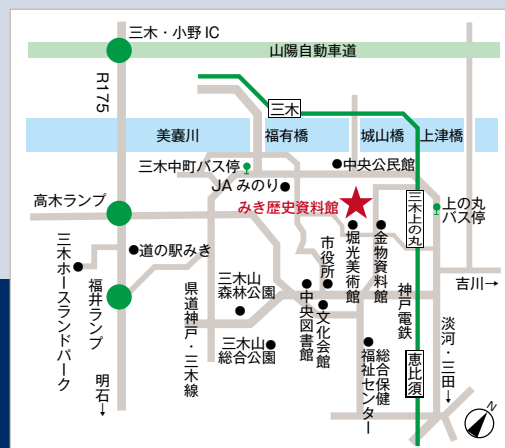 三木・小野IC
山陽自動車道
R175
三木
美嚢川
福有橋
城山橋
上津橋
三木中町バス停
中央公民館
JAみのり
高木ランプ
みき歴史資料館
三木上の丸
上の丸
バス停
道の駅みき
三木ホースランドパーク
福井ランプ
明石→
県道神戸・三木線
三木山
森林公園
三木山
総合公園
市役所
中央図書館
文化会館
堀光美術館
金物資料館
神戸電鉄
吉川→
総合保健
福祉センター
恵比須
淡河・三田→
N